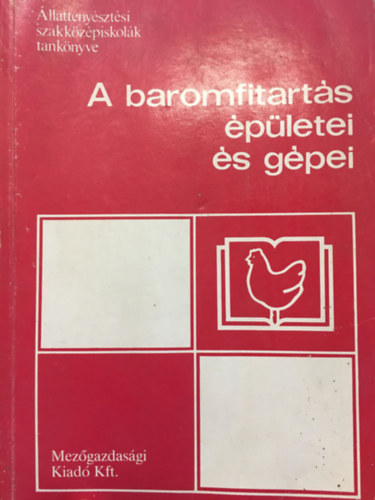 Állattenyésztési
szakközépiskolák
tankönyve
A baromfitartás
épületei
és gépei
Mezőgazdasági
Kiadó Kft.